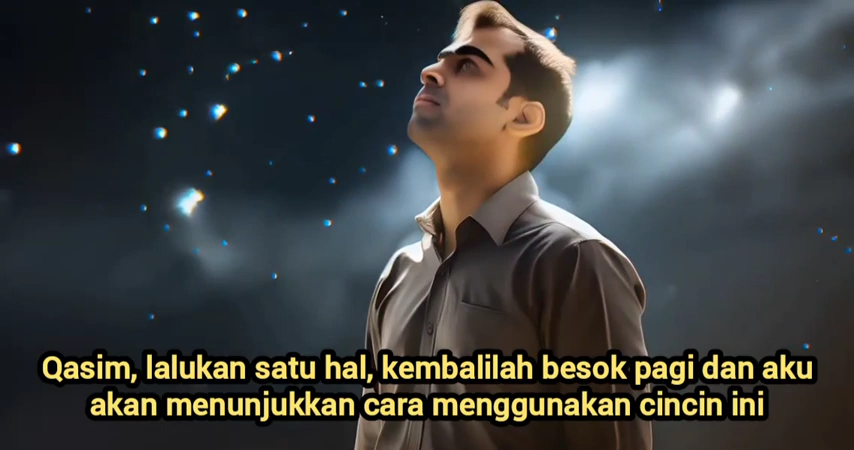 Qasim, lalukan satu hal, kembalilah besok pagi dan aku
akan menunjukkan cara menggunakan cincin ini